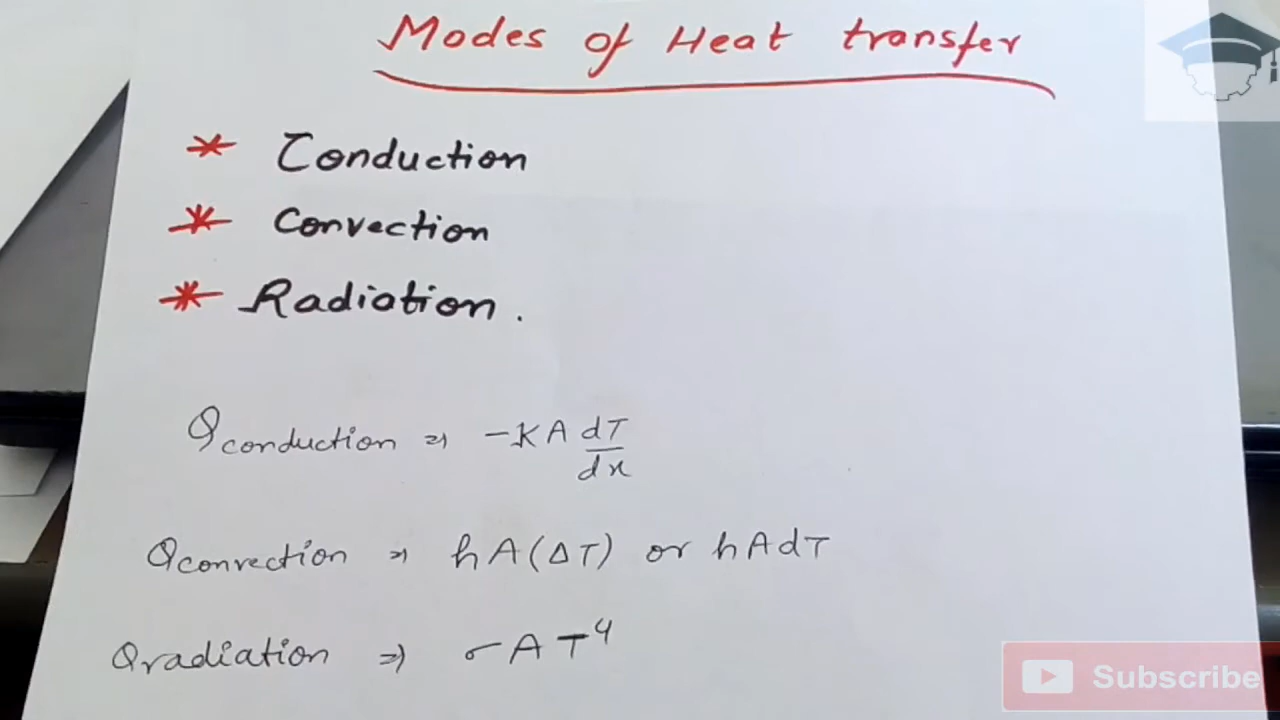 Modes of Heat transfer
* Conduction
* Convection
* Radiation.
Qconduction => -KA dT/dx
Qconvection => hA(ΔT) or hAdT
Qradiation => σAT⁴
Subscribe